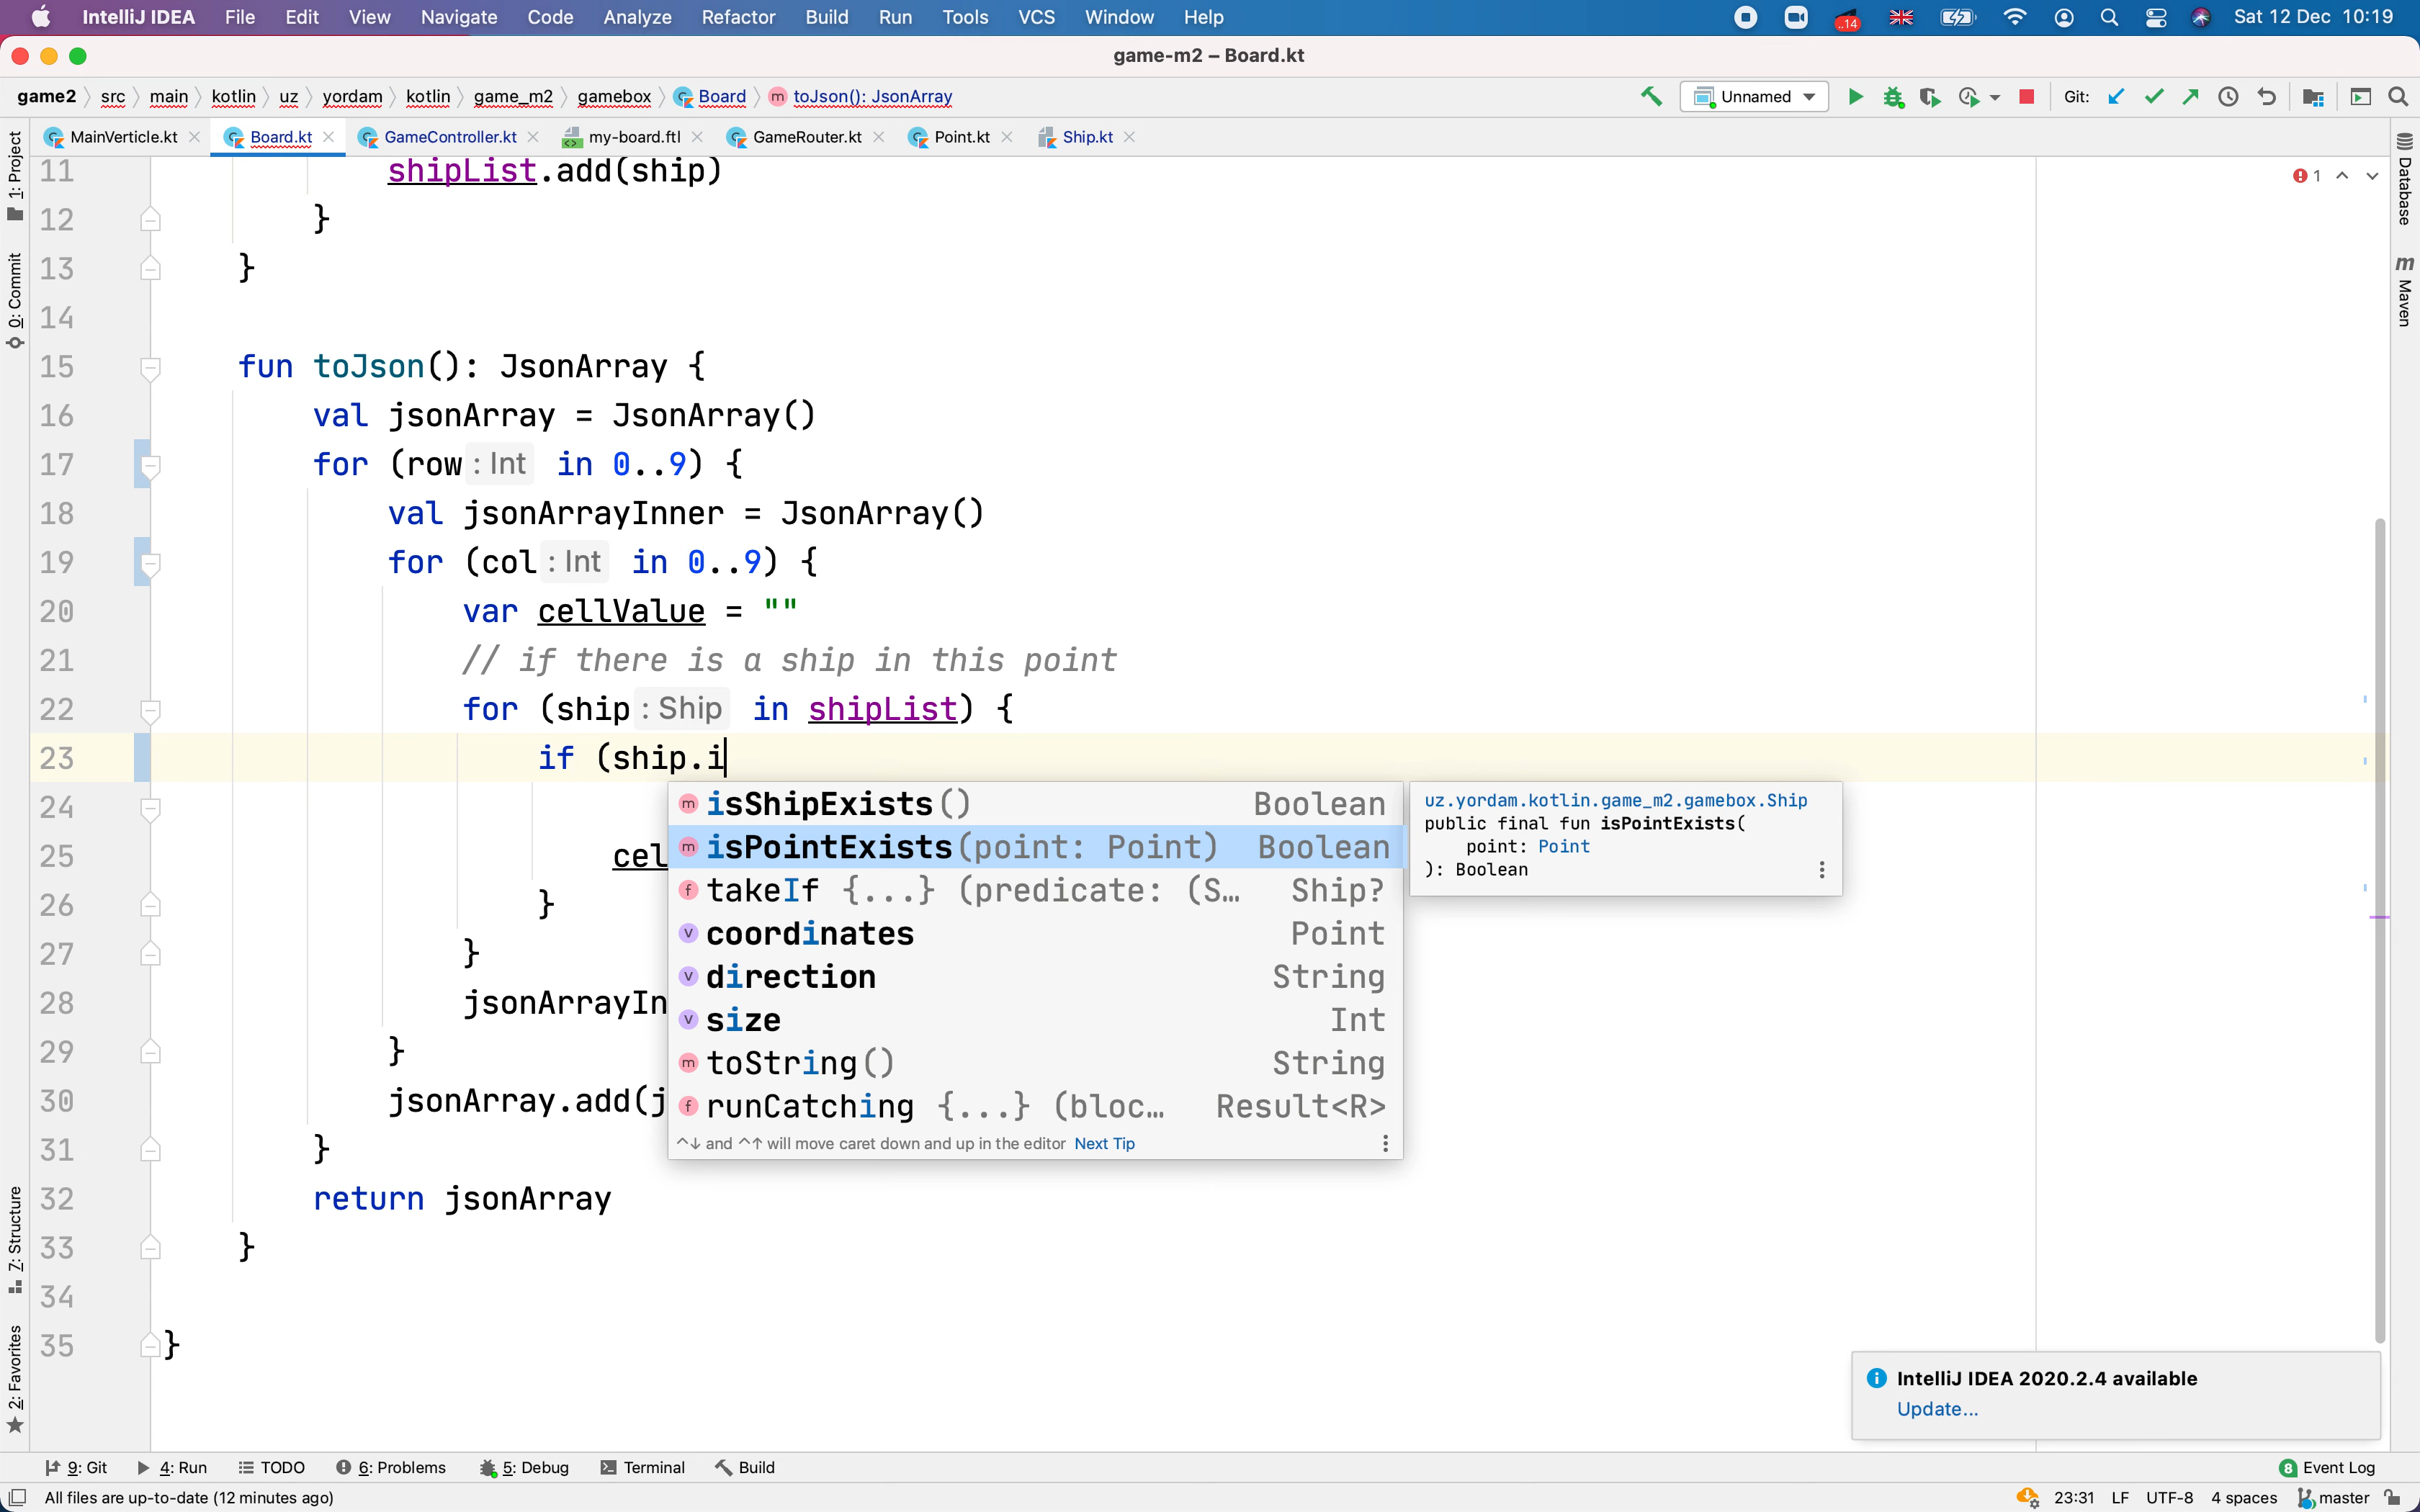 IntelliJ IDEA File Edit View Navigate Code Analyze Refactor Build Run Tools VCS Window Help ..14 Sat 12 Dec 10:19
game-m2 – Board.kt
game2 src main kotlin uz yordam kotlin game_m2 gamebox Board m toJson(): JsonArray Unnamed Git:
MainVerticle.kt Board.kt GameController.kt my-board.ftl GameRouter.kt Point.kt Ship.kt
1: Project
0: Commit
7: Structure
2: Favorites
Database
m Maven
1
11 shipList.add(ship)
12 }
13 }
14
15 fun toJson(): JsonArray {
16 val jsonArray = JsonArray()
17 for (row : Int in 0..9) {
18 val jsonArrayInner = JsonArray()
19 for (col : Int in 0..9) {
20 var cellValue = ""
21 // if there is a ship in this point
22 for (ship : Ship in shipList) {
23 if (ship.i
24
25 cel
26 }
27 }
28 jsonArrayIn
29 }
30 jsonArray.add(j
31 }
32 return jsonArray
33 }
34
35 }
m isShipExists() Boolean
m isPointExists(point: Point) Boolean
f takeIf {...} (predicate: (S… Ship?
v coordinates Point
v direction String
v size Int
m toString() String
f runCatching {...} (bloc… Result<R>
^↓ and ^↑ will move caret down and up in the editor Next Tip
uz.yordam.kotlin.game_m2.gamebox.Ship
public final fun isPointExists(
point: Point
): Boolean
IntelliJ IDEA 2020.2.4 available
Update...
9: Git 4: Run TODO 6: Problems 5: Debug Terminal Build 8 Event Log
All files are up-to-date (12 minutes ago) 23:31 LF UTF-8 4 spaces master